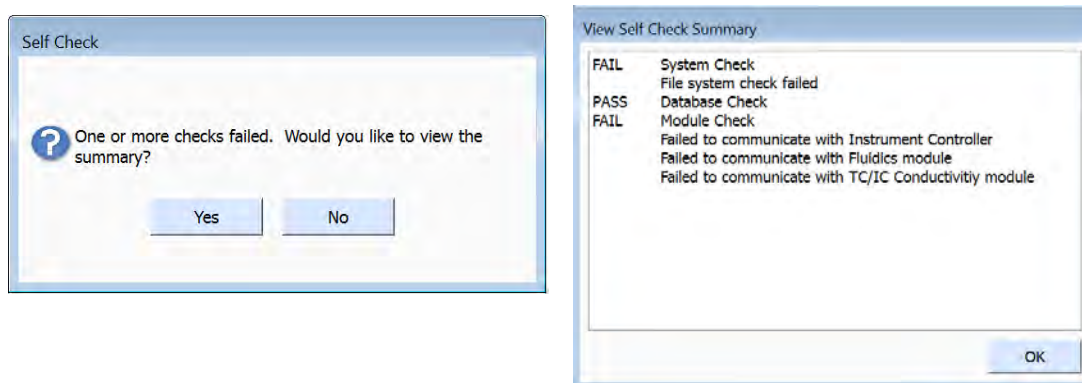 Self Check
One or more checks failed. Would you like to view the
summary?
Yes No
View Self Check Summary
FAIL System Check
File system check failed
PASS Database Check
FAIL Module Check
Failed to communicate with Instrument Controller
Failed to communicate with Fluidics module
Failed to communicate with TC/IC Conductivitiy module
OK